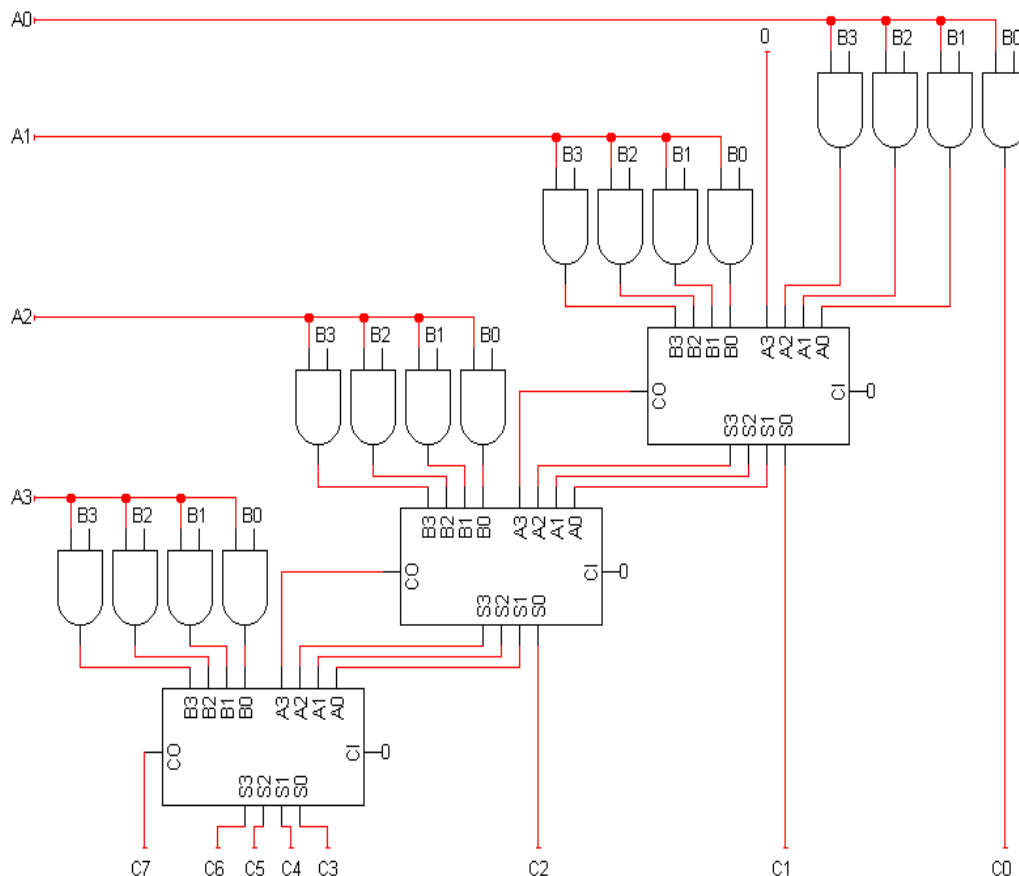 A0
0
B3 B2 B1 B0
A1
B3 B2 B1 B0
A2
B3 B2 B1 B0
B3 B2 B1 B0 A3 A2 A1 A0
CO CI 0
S3 S2 S1 S0
A3
B3 B2 B1 B0
B3 B2 B1 B0 A3 A2 A1 A0
CO CI 0
S3 S2 S1 S0
B3 B2 B1 B0 A3 A2 A1 A0
CO CI 0
S3 S2 S1 S0
C7 C6 C5 C4 C3 C2 C1 C0